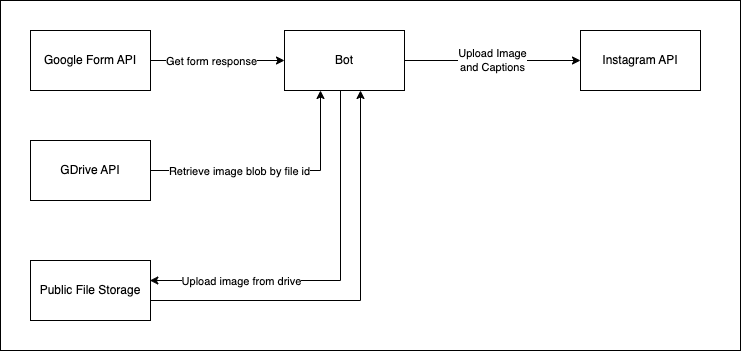 Google Form API
Get form response
Bot
Upload Image
and Captions
Instagram API
GDrive API
Retrieve image blob by file id
Public File Storage
Upload image from drive